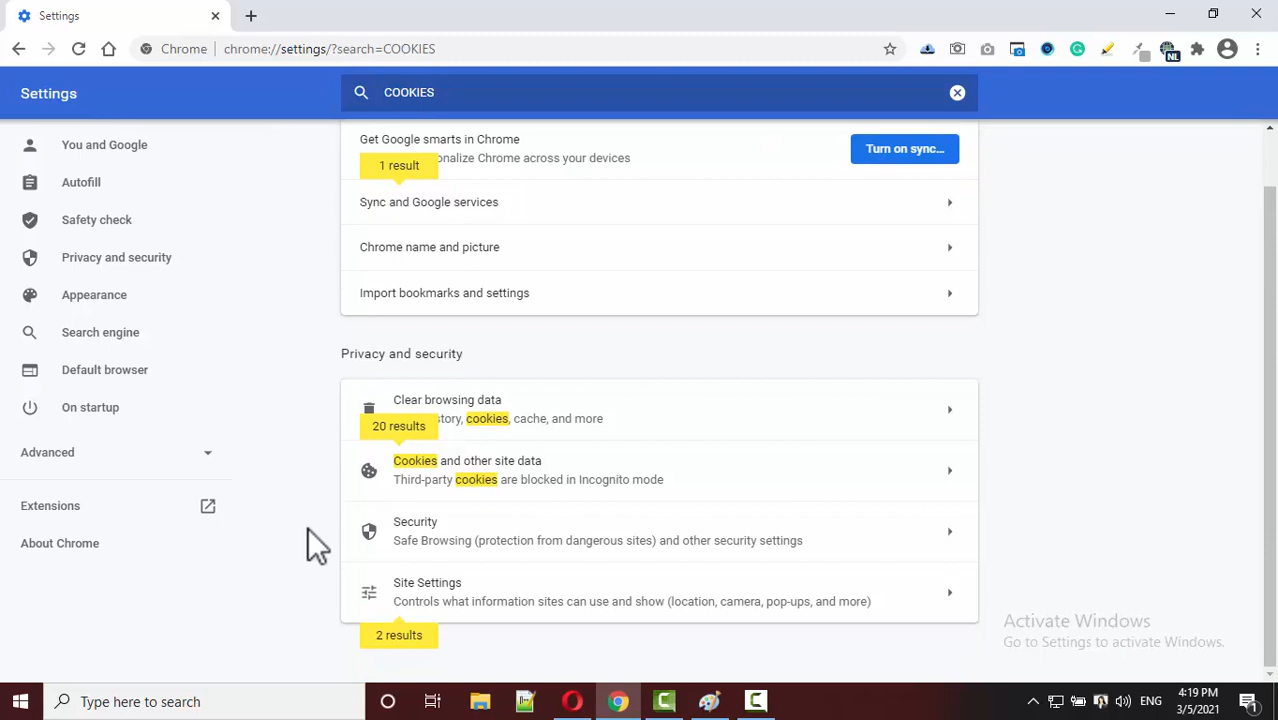 Settings
Chrome
chrome://settings/?search=COOKIES
NL
Settings
COOKIES
You and Google
Autofill
Safety check
Privacy and security
Appearance
Search engine
Default browser
On startup
Advanced
Extensions
About Chrome
Get Google smarts in Chrome
onalize Chrome across your devices
1 result
Turn on sync...
Sync and Google services
Chrome name and picture
Import bookmarks and settings
Privacy and security
Clear browsing data
story, cookies, cache, and more
20 results
Cookies and other site data
Third-party cookies are blocked in Incognito mode
Security
Safe Browsing (protection from dangerous sites) and other security settings
Site Settings
Controls what information sites can use and show (location, camera, pop-ups, and more)
2 results
Activate Windows
Go to Settings to activate Windows.
Type here to search
ENG
4:19 PM
3/5/2021
1